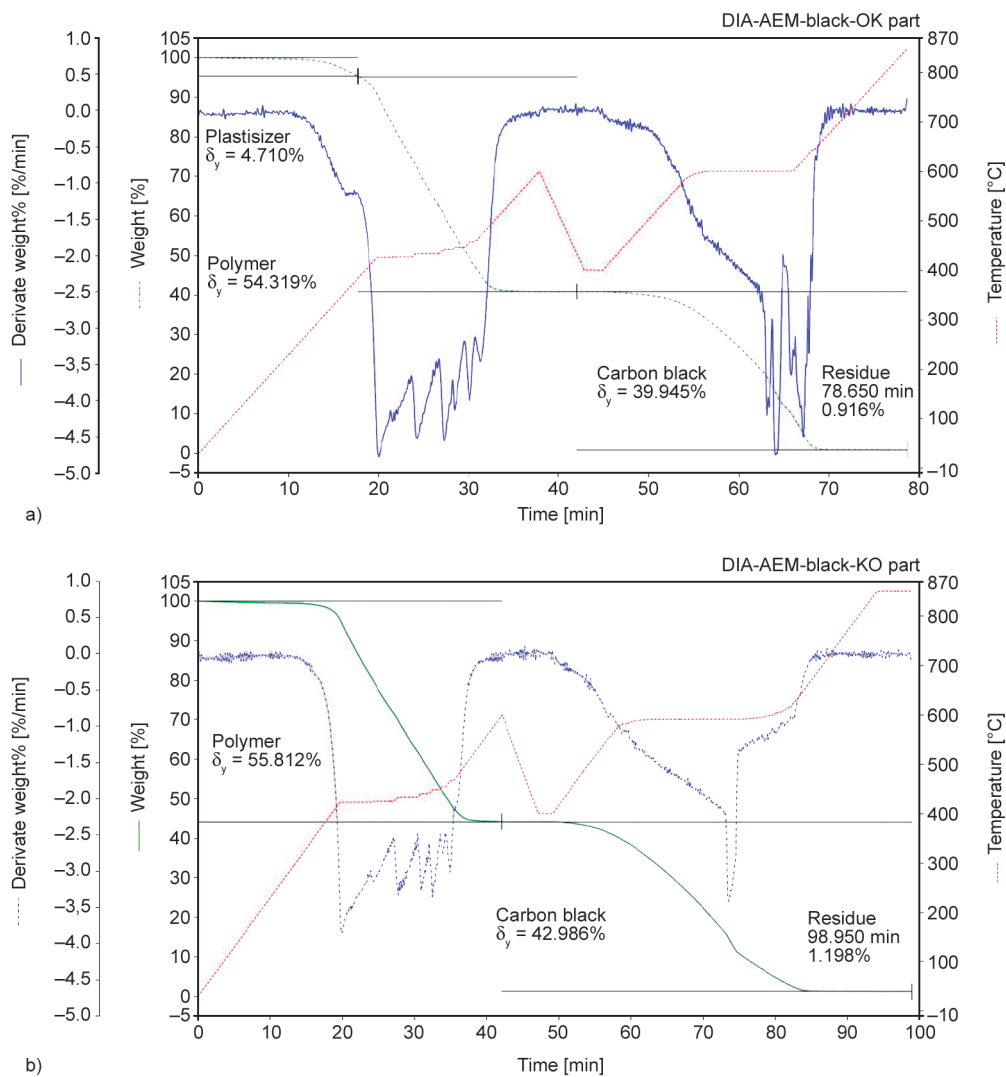 DIA-AEM-black-OK part
Derivate weight% [%/min]
1.0
0.5
0.0
–0.5
–1.0
–1.5
–2.0
–2.5
–3.0
–3,5
–4.0
–4.5
–5.0
Weight [%]
105
100
90
80
70
60
50
40
30
20
10
0
–5
Plastisizer
δy = 4.710%
Polymer
δy = 54.319%
Carbon black
δy = 39.945%
Residue
78.650 min
0.916%
870
800
700
600
500
400
300
200
100
–10
Temperature [°C]
0 10 20 30 40 50 60 70 80
Time [min]
a)
DIA-AEM-black-KO part
Derivate weight% [%/min]
1.0
0.5
0.0
–0.5
–1.0
–1.5
–2.0
–2.5
–3.0
–3,5
–4.0
–4.5
–5.0
Weight [%]
105
100
90
80
70
60
50
40
30
20
10
0
–5
Polymer
δy = 55.812%
Carbon black
δy = 42.986%
Residue
98.950 min
1.198%
870
800
700
600
500
400
300
200
100
–10
Temperature [°C]
0 10 20 30 40 50 60 70 80 90 100
Time [min]
b)